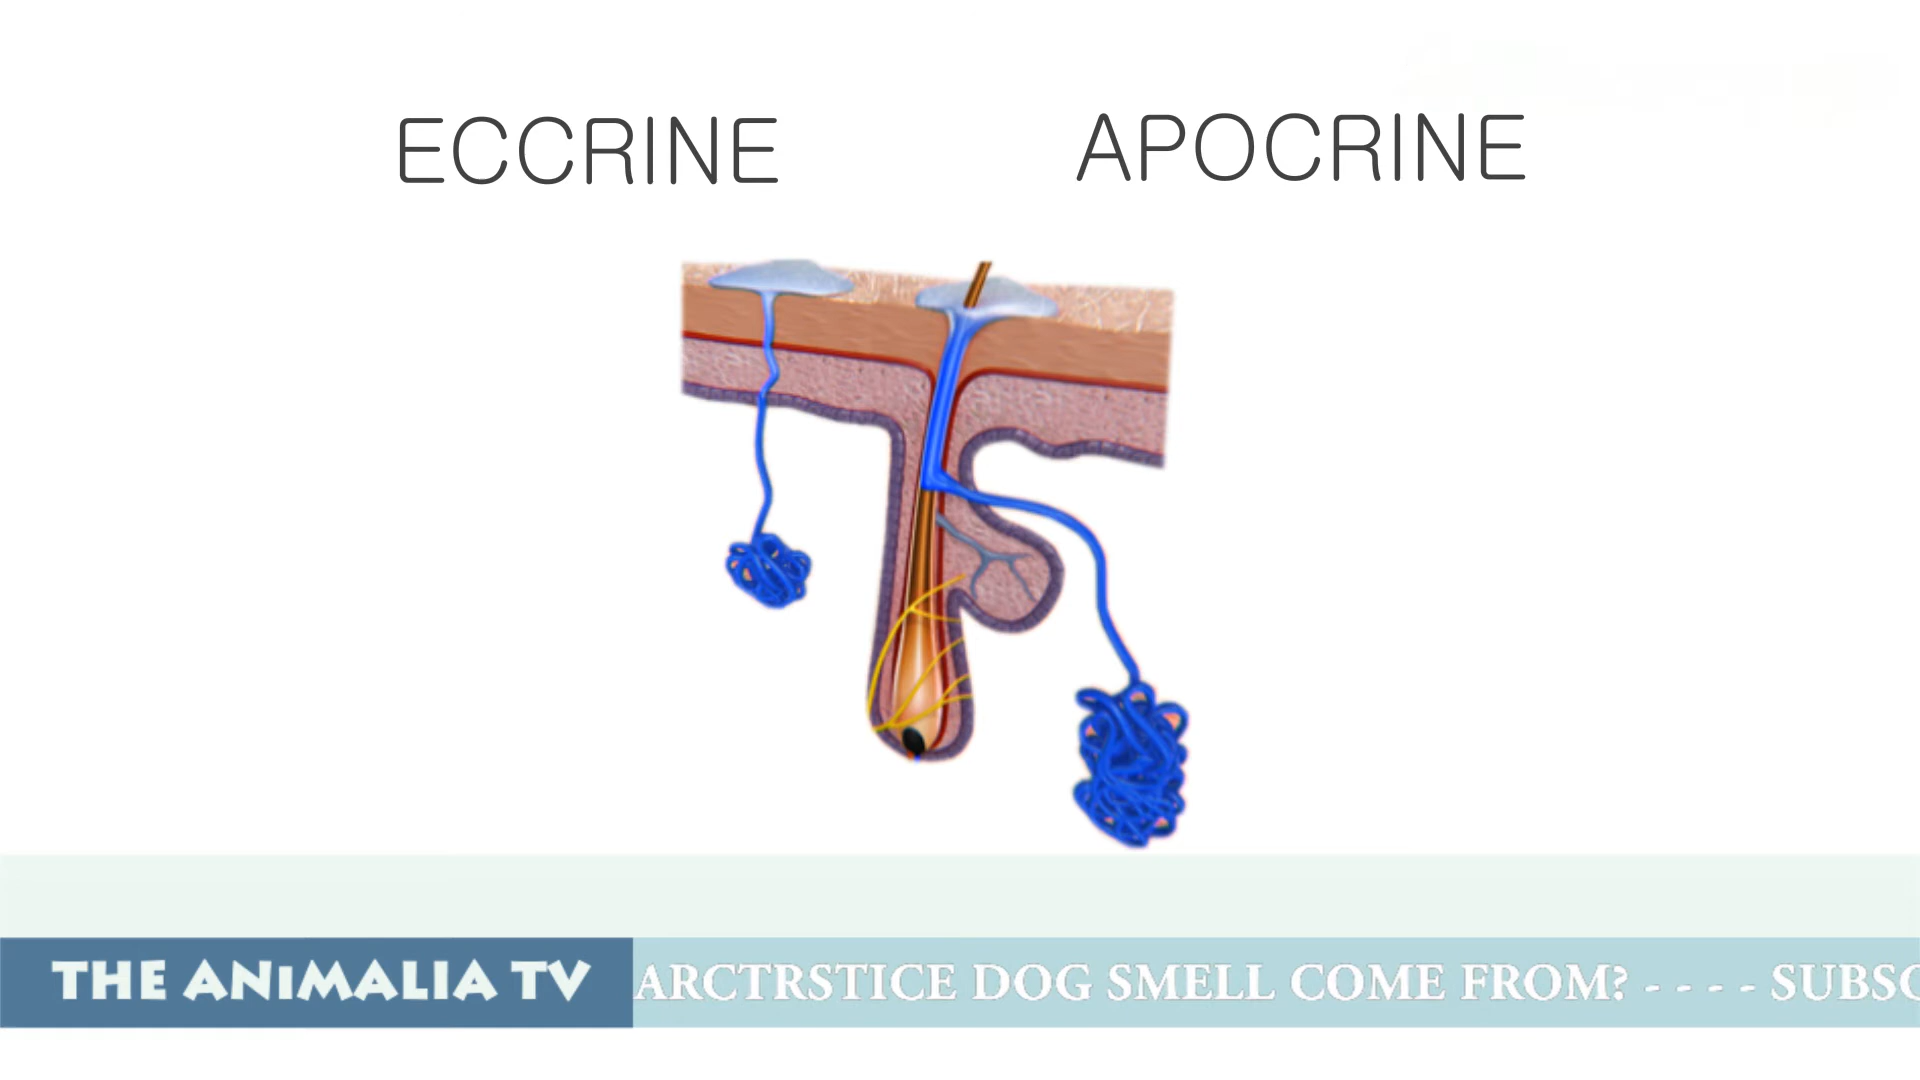 ECCRINE
APOCRINE
THE ANiMALIA TV
ARCTRSTICE DOG SMELL COME FROM? - - - - SUBSC